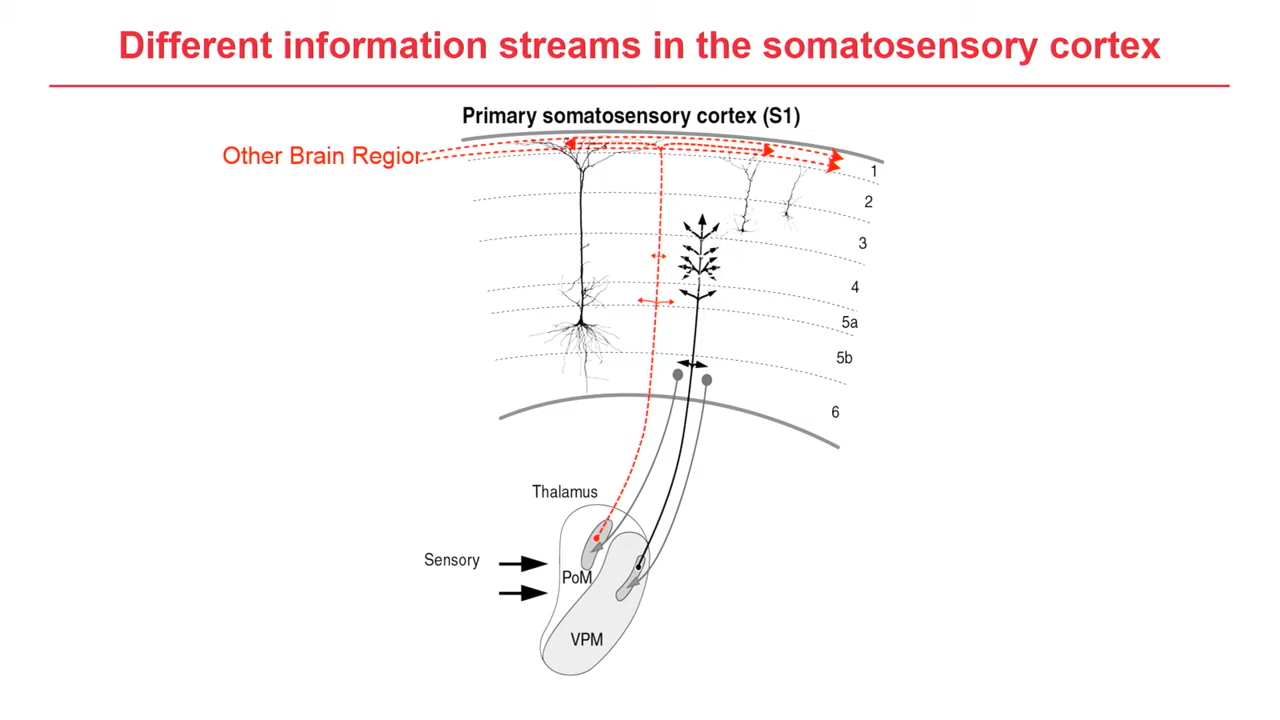 Different information streams in the somatosensory cortex
Primary somatosensory cortex (S1)
Other Brain Region
1
2
3
4
5a
5b
6
Thalamus
Sensory
PoM
VPM